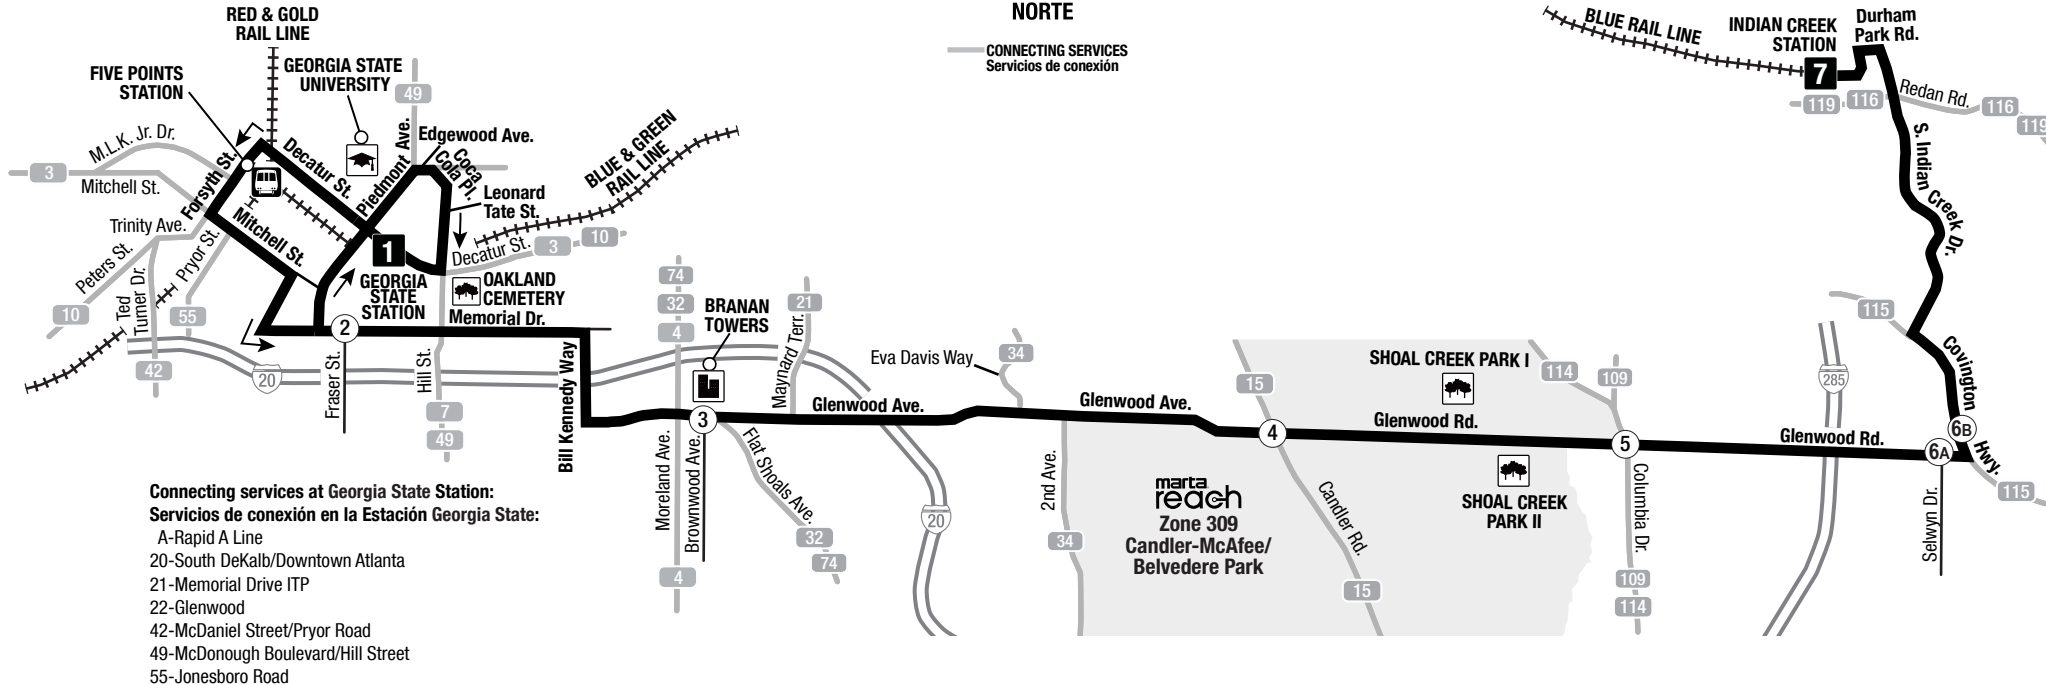 NORTE
CONNECTING SERVICES
Servicios de conexión
RED & GOLD
RAIL LINE
FIVE POINTS
STATION
GEORGIA STATE
UNIVERSITY
49
Edgewood Ave.
Coca
Cola Pl.
Piedmont Ave.
Decatur St.
Forsyth St.
M.L.K. Jr. Dr.
3
Mitchell St.
Mitchell St.
Trinity Ave.
Peters St.
Pryor St.
Ted
Turner Dr.
10
55
42
20
Leonard
Tate St.
BLUE & GREEN
RAIL LINE
Decatur St.
3
10
1
GEORGIA
STATE
STATION
OAKLAND
CEMETERY
Memorial Dr.
2
Fraser St.
Hill St.
7
49
Bill Kennedy Way
74
32
4
BRANAN
TOWERS
21
Maynard Terr.
3
Moreland Ave.
Brownwood Ave.
4
Flat Shoals Ave.
32
74
Glenwood Ave.
20
Eva Davis Way
34
2nd Ave.
34
Glenwood Ave.
15
4
marta
reach
Zone 309
Candler-McAfee/
Belvedere Park
Candler Rd.
15
SHOAL CREEK PARK I
Glenwood Rd.
SHOAL CREEK
PARK II
114
109
5
Columbia Dr.
109
114
285
Glenwood Rd.
6A
6B
Selwyn Dr.
Covington
Hwy.
115
115
S. Indian Creek Dr.
BLUE RAIL LINE
INDIAN CREEK
STATION
7
Durham
Park Rd.
119
116
Redan Rd.
116
119
Connecting services at Georgia State Station:
Servicios de conexión en la Estación Georgia State:
A-Rapid A Line
20-South DeKalb/Downtown Atlanta
21-Memorial Drive ITP
22-Glenwood
42-McDaniel Street/Pryor Road
49-McDonough Boulevard/Hill Street
55-Jonesboro Road